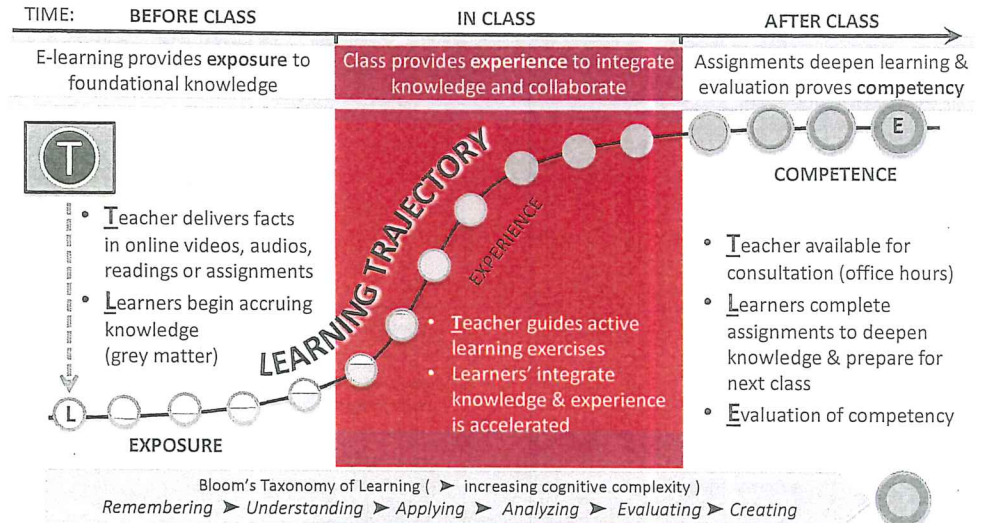 TIME:
BEFORE CLASS
IN CLASS
AFTER CLASS
E-learning provides exposure to
foundational knowledge
Class provides experience to integrate
knowledge and collaborate
Assignments deepen learning &
evaluation proves competency
T
E
COMPETENCE
• Teacher delivers facts
in online videos, audios,
readings or assignments
• Learners begin accruing
knowledge
(grey matter)
LEARNING TRAJECTORY
EXPERIENCE
• Teacher guides active
learning exercises
• Learners' integrate
knowledge & experience
is accelerated
• Teacher available for
consultation (office hours)
• Learners complete
assignments to deepen
knowledge & prepare for
next class
• Evaluation of competency
L
EXPOSURE
Bloom's Taxonomy of Learning ( ➤ increasing cognitive complexity )
Remembering ➤ Understanding ➤ Applying ➤ Analyzing ➤ Evaluating ➤ Creating